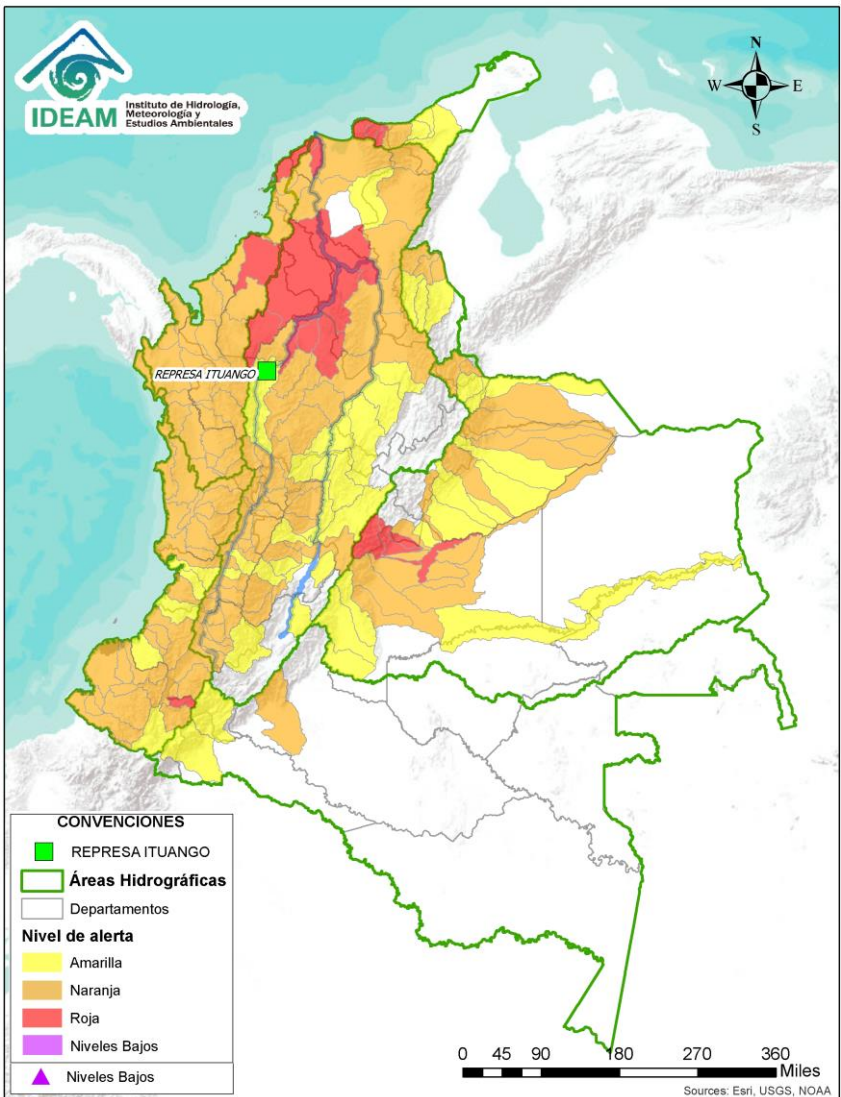 IDEAM
Instituto de Hidrología,
Meteorología y
Estudios Ambientales
N
W
E
S
REPRESA ITUANGO
CONVENCIONES
REPRESA ITUANGO
Áreas Hidrográficas
Departamentos
Nivel de alerta
Amarilla
Naranja
Roja
Niveles Bajos
Niveles Bajos
0 45 90 180 270 360
Miles
Sources: Esri, USGS, NOAA